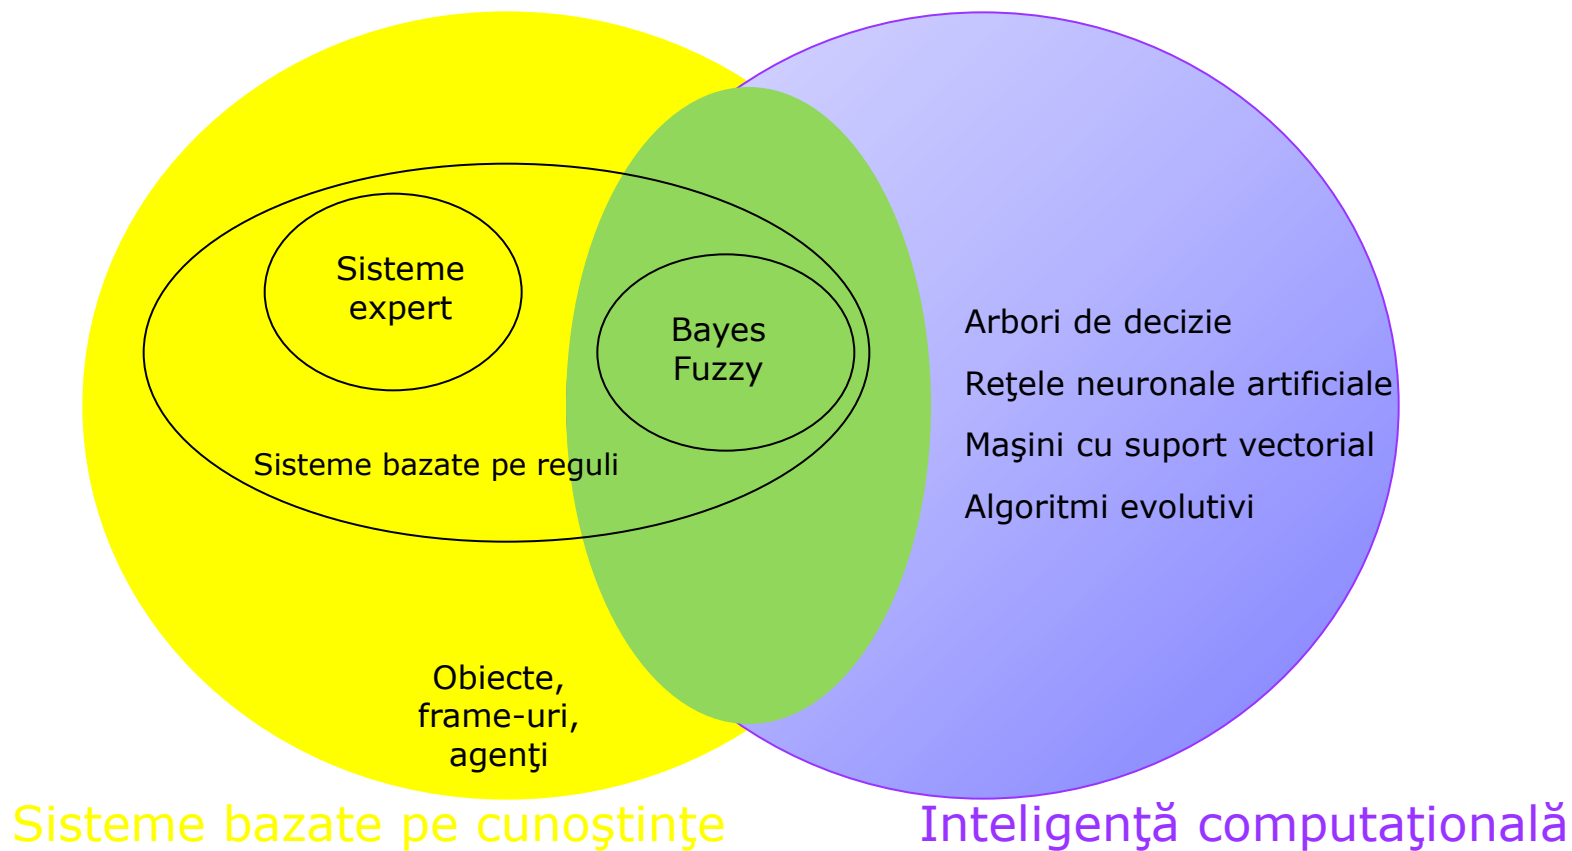 Sisteme
expert
Bayes
Fuzzy
Sisteme bazate pe reguli
Arbori de decizie
Reţele neuronale artificiale
Maşini cu suport vectorial
Algoritmi evolutivi
Obiecte,
frame-uri,
agenţi
Sisteme bazate pe cunoştinţe
Inteligenţă computaţională